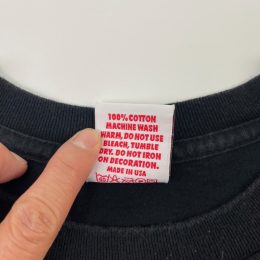 100% COTTON
MACHINE WASH
WARM, DO NOT USE
BLEACH, TUMBLE
DRY. DO NOT IRON
ON DECORATION.
MADE IN USA